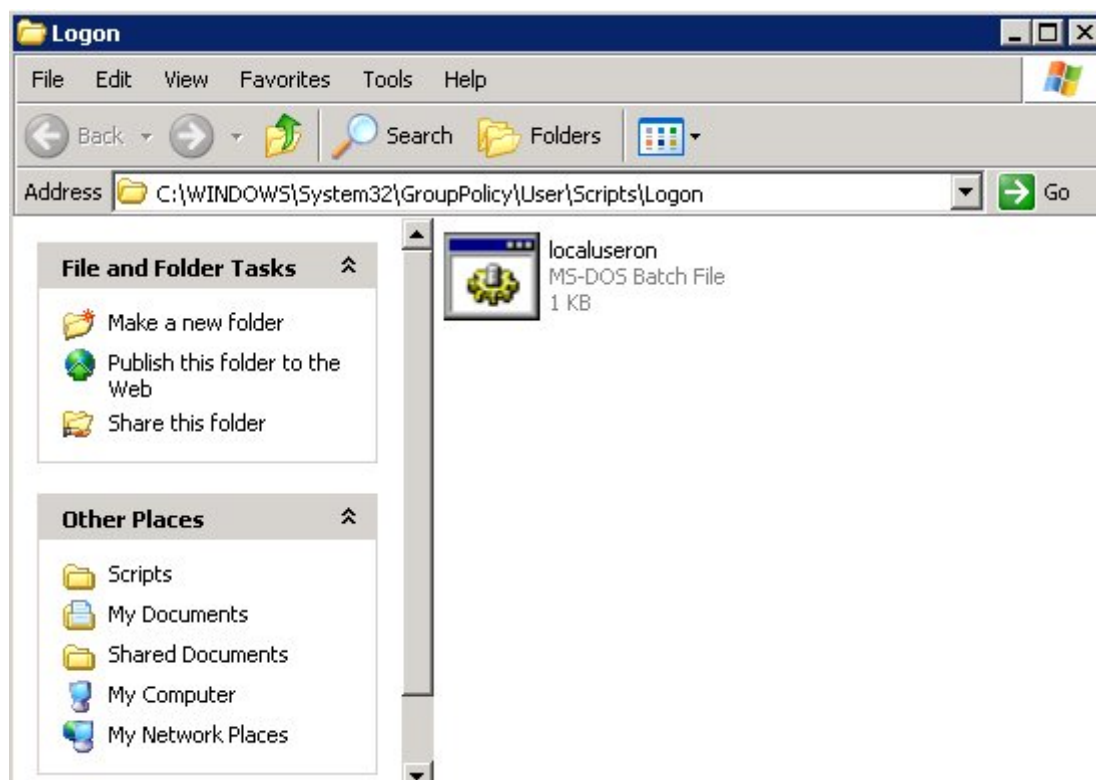 Logon
File Edit View Favorites Tools Help
Back Search Folders
Address C:\WINDOWS\System32\GroupPolicy\User\Scripts\Logon Go
File and Folder Tasks
Make a new folder
Publish this folder to the
Web
Share this folder
Other Places
Scripts
My Documents
Shared Documents
My Computer
My Network Places
localuseron
MS-DOS Batch File
1 KB